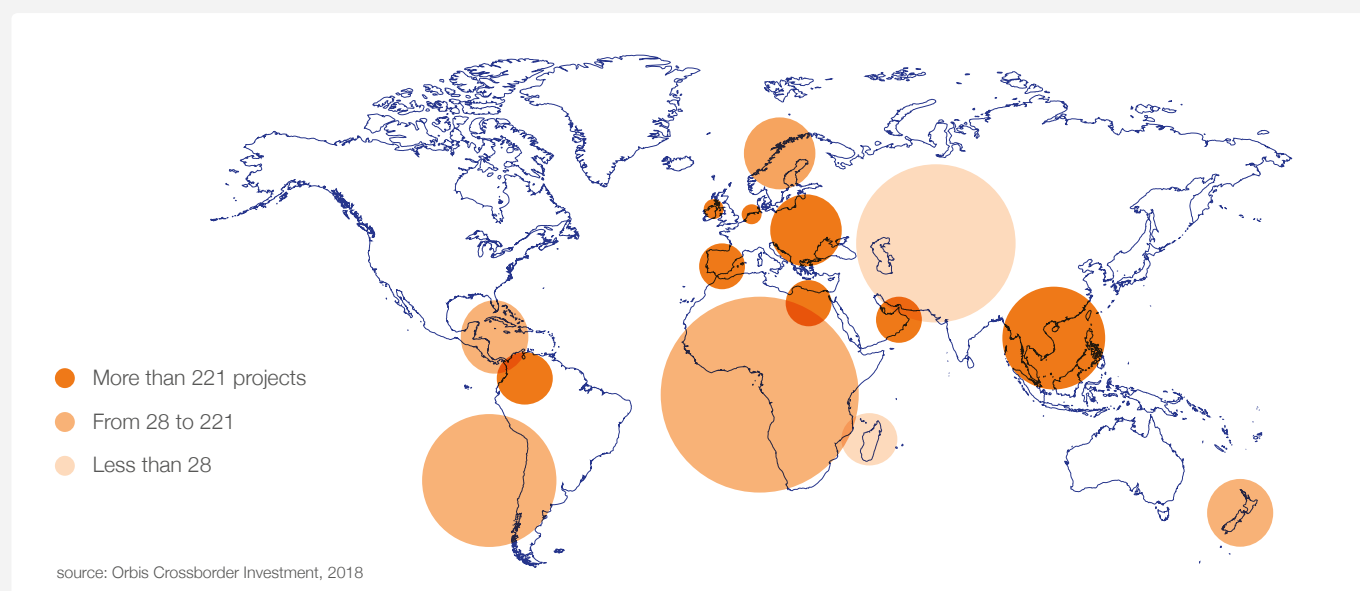 More than 221 projects
From 28 to 221
Less than 28
source: Orbis Crossborder Investment, 2018